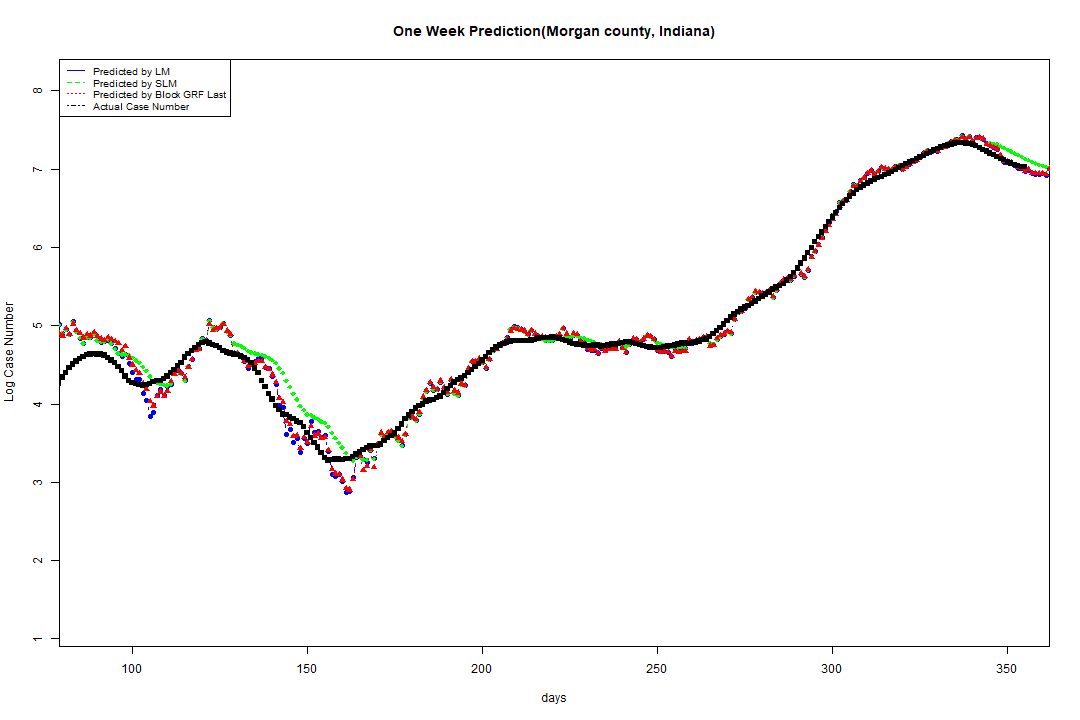 One Week Prediction(Morgan county, Indiana)
Predicted by LM
Predicted by SLM
Predicted by Block GRF Last
Actual Case Number
8
7
6
5
4
3
2
1
Log Case Number
100 150 200 250 300 350
days